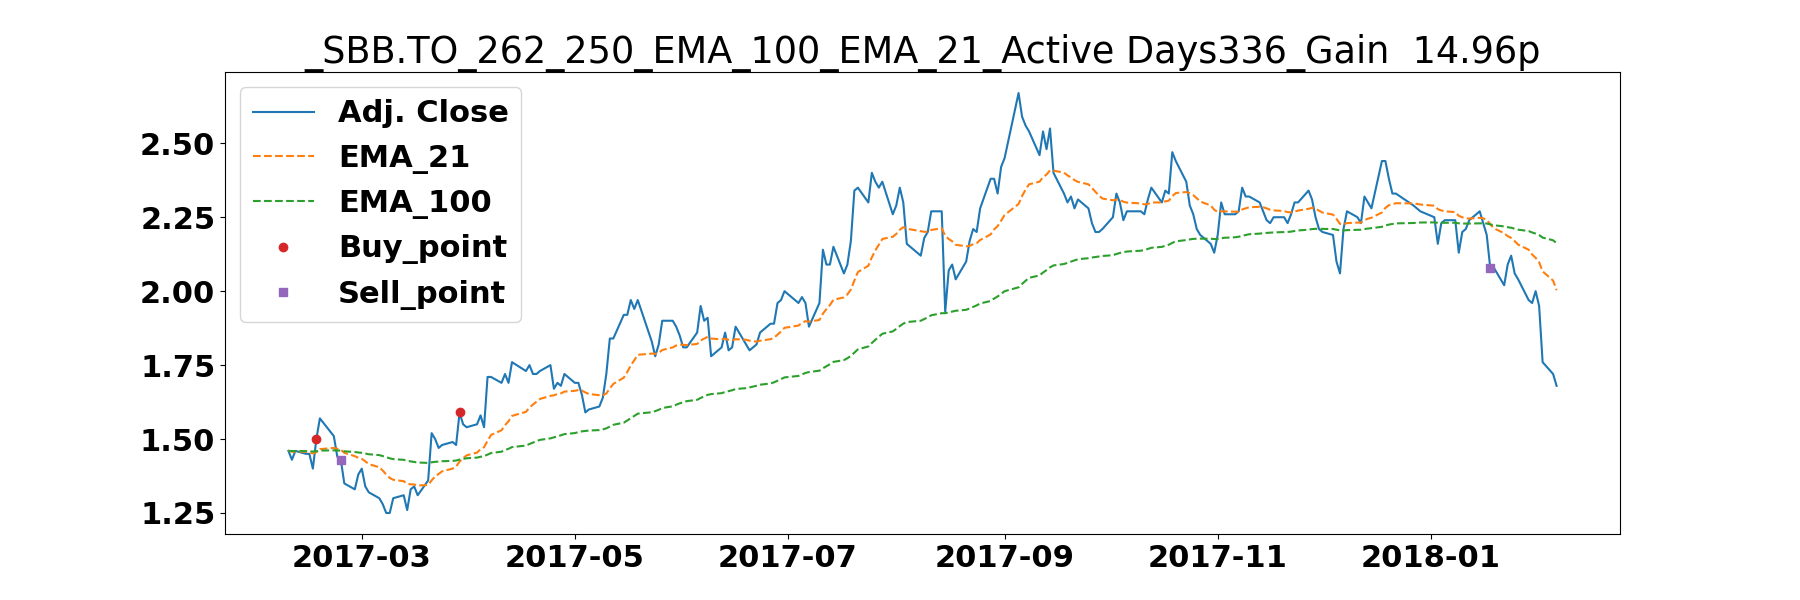 _SBB.TO_262_250_EMA_100_EMA_21_Active Days336_Gain  14.96p
Adj. Close
EMA_21
EMA_100
Buy_point
Sell_point
2.50
2.25
2.00
1.75
1.50
1.25
2017-03 2017-05 2017-07 2017-09 2017-11 2018-01